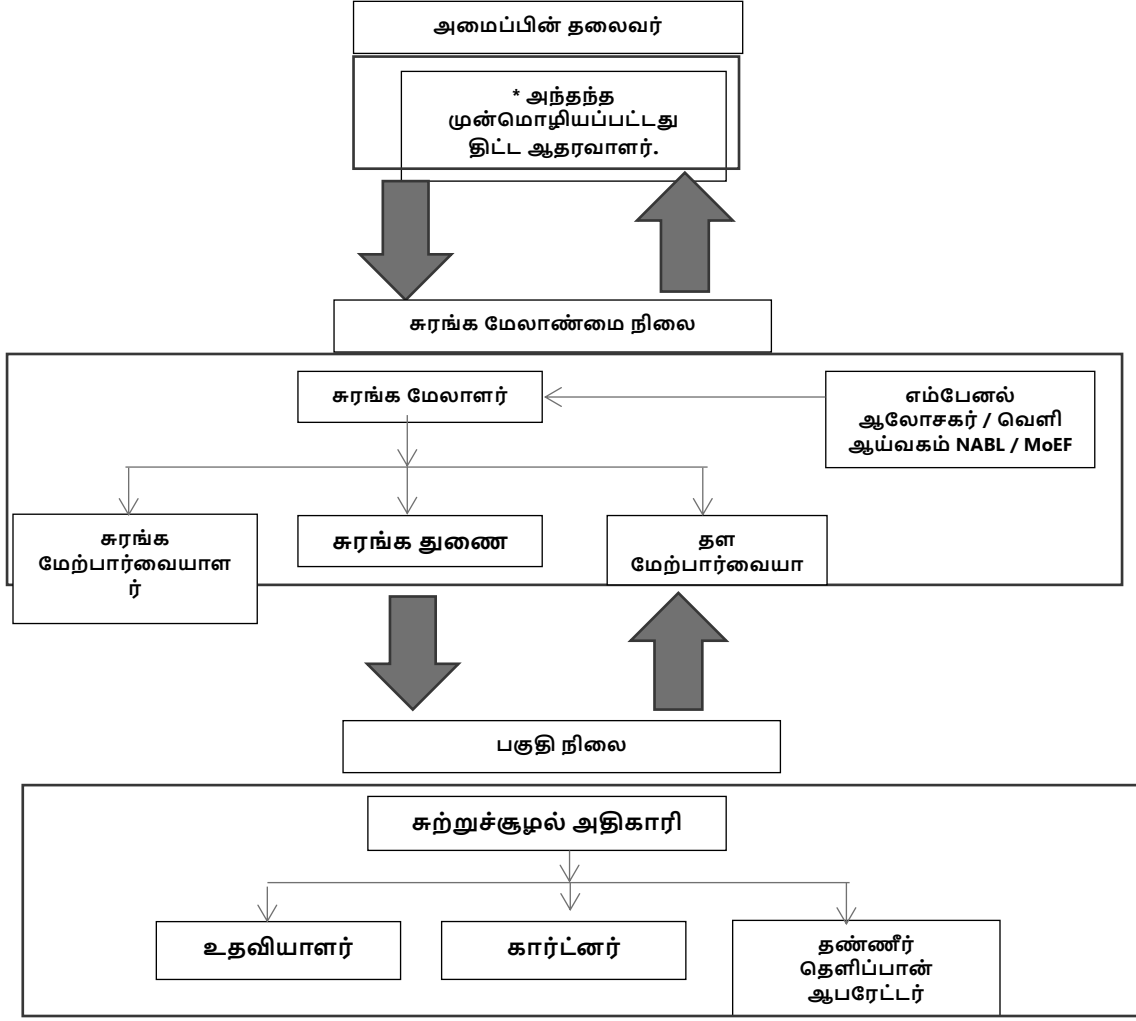 அமைப்பின் தலைவர்
* அந்தந்த
முன்மொழியப்பட்டது
திட்ட ஆதரவாளர்.
சுரங்க மேலாண்மை நிலை
சுரங்க மேலாளர்
எம்பேனல்
ஆலோசகர் / வெளி
ஆய்வகம் NABL / MoEF
சுரங்க
மேற்பார்வையாள
ர்
சுரங்க துணை
தள
மேற்பார்வையா
பகுதி நிலை
சுற்றுச்சூழல் அதிகாரி
உதவியாளர்
கார்ட்னர்
தண்ணீர்
தெளிப்பான்
ஆபரேட்டர்